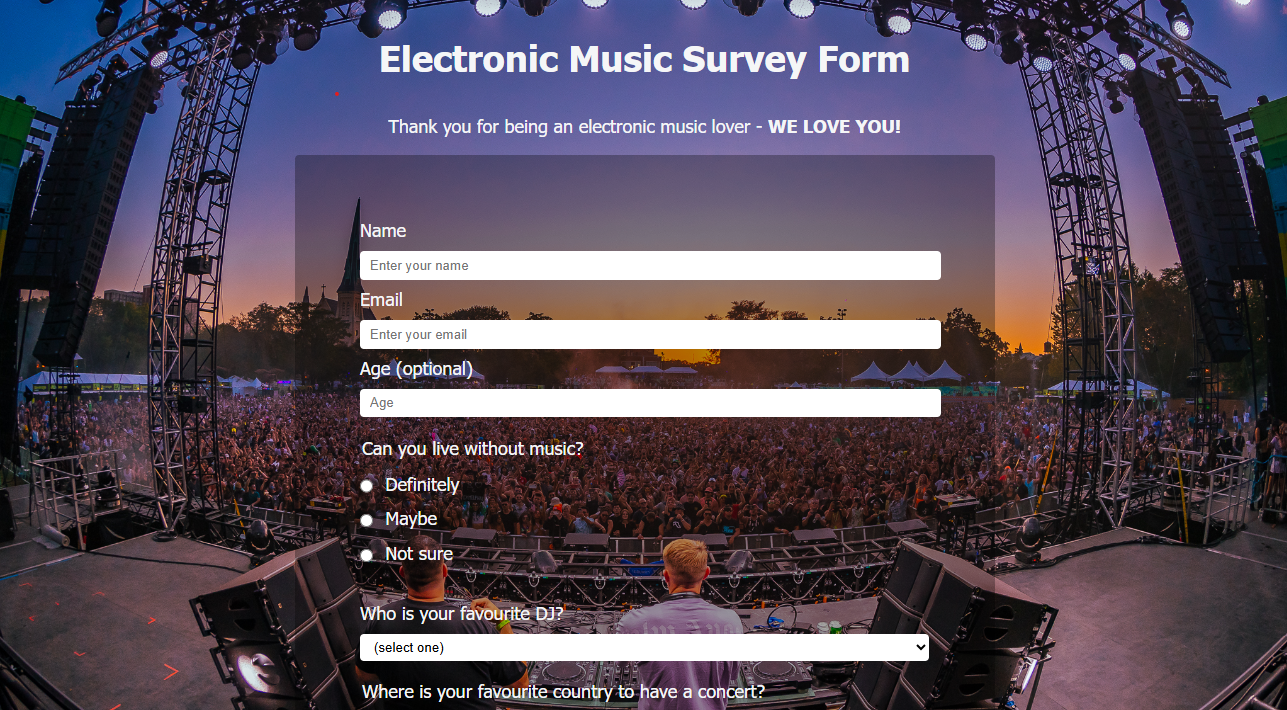 Electronic Music Survey Form
Thank you for being an electronic music lover - WE LOVE YOU!
Name
Enter your name
Email
Enter your email
Age (optional)
Age
Can you live without music?
Definitely
Maybe
Not sure
Who is your favourite DJ?
(select one)
Where is your favourite country to have a concert?